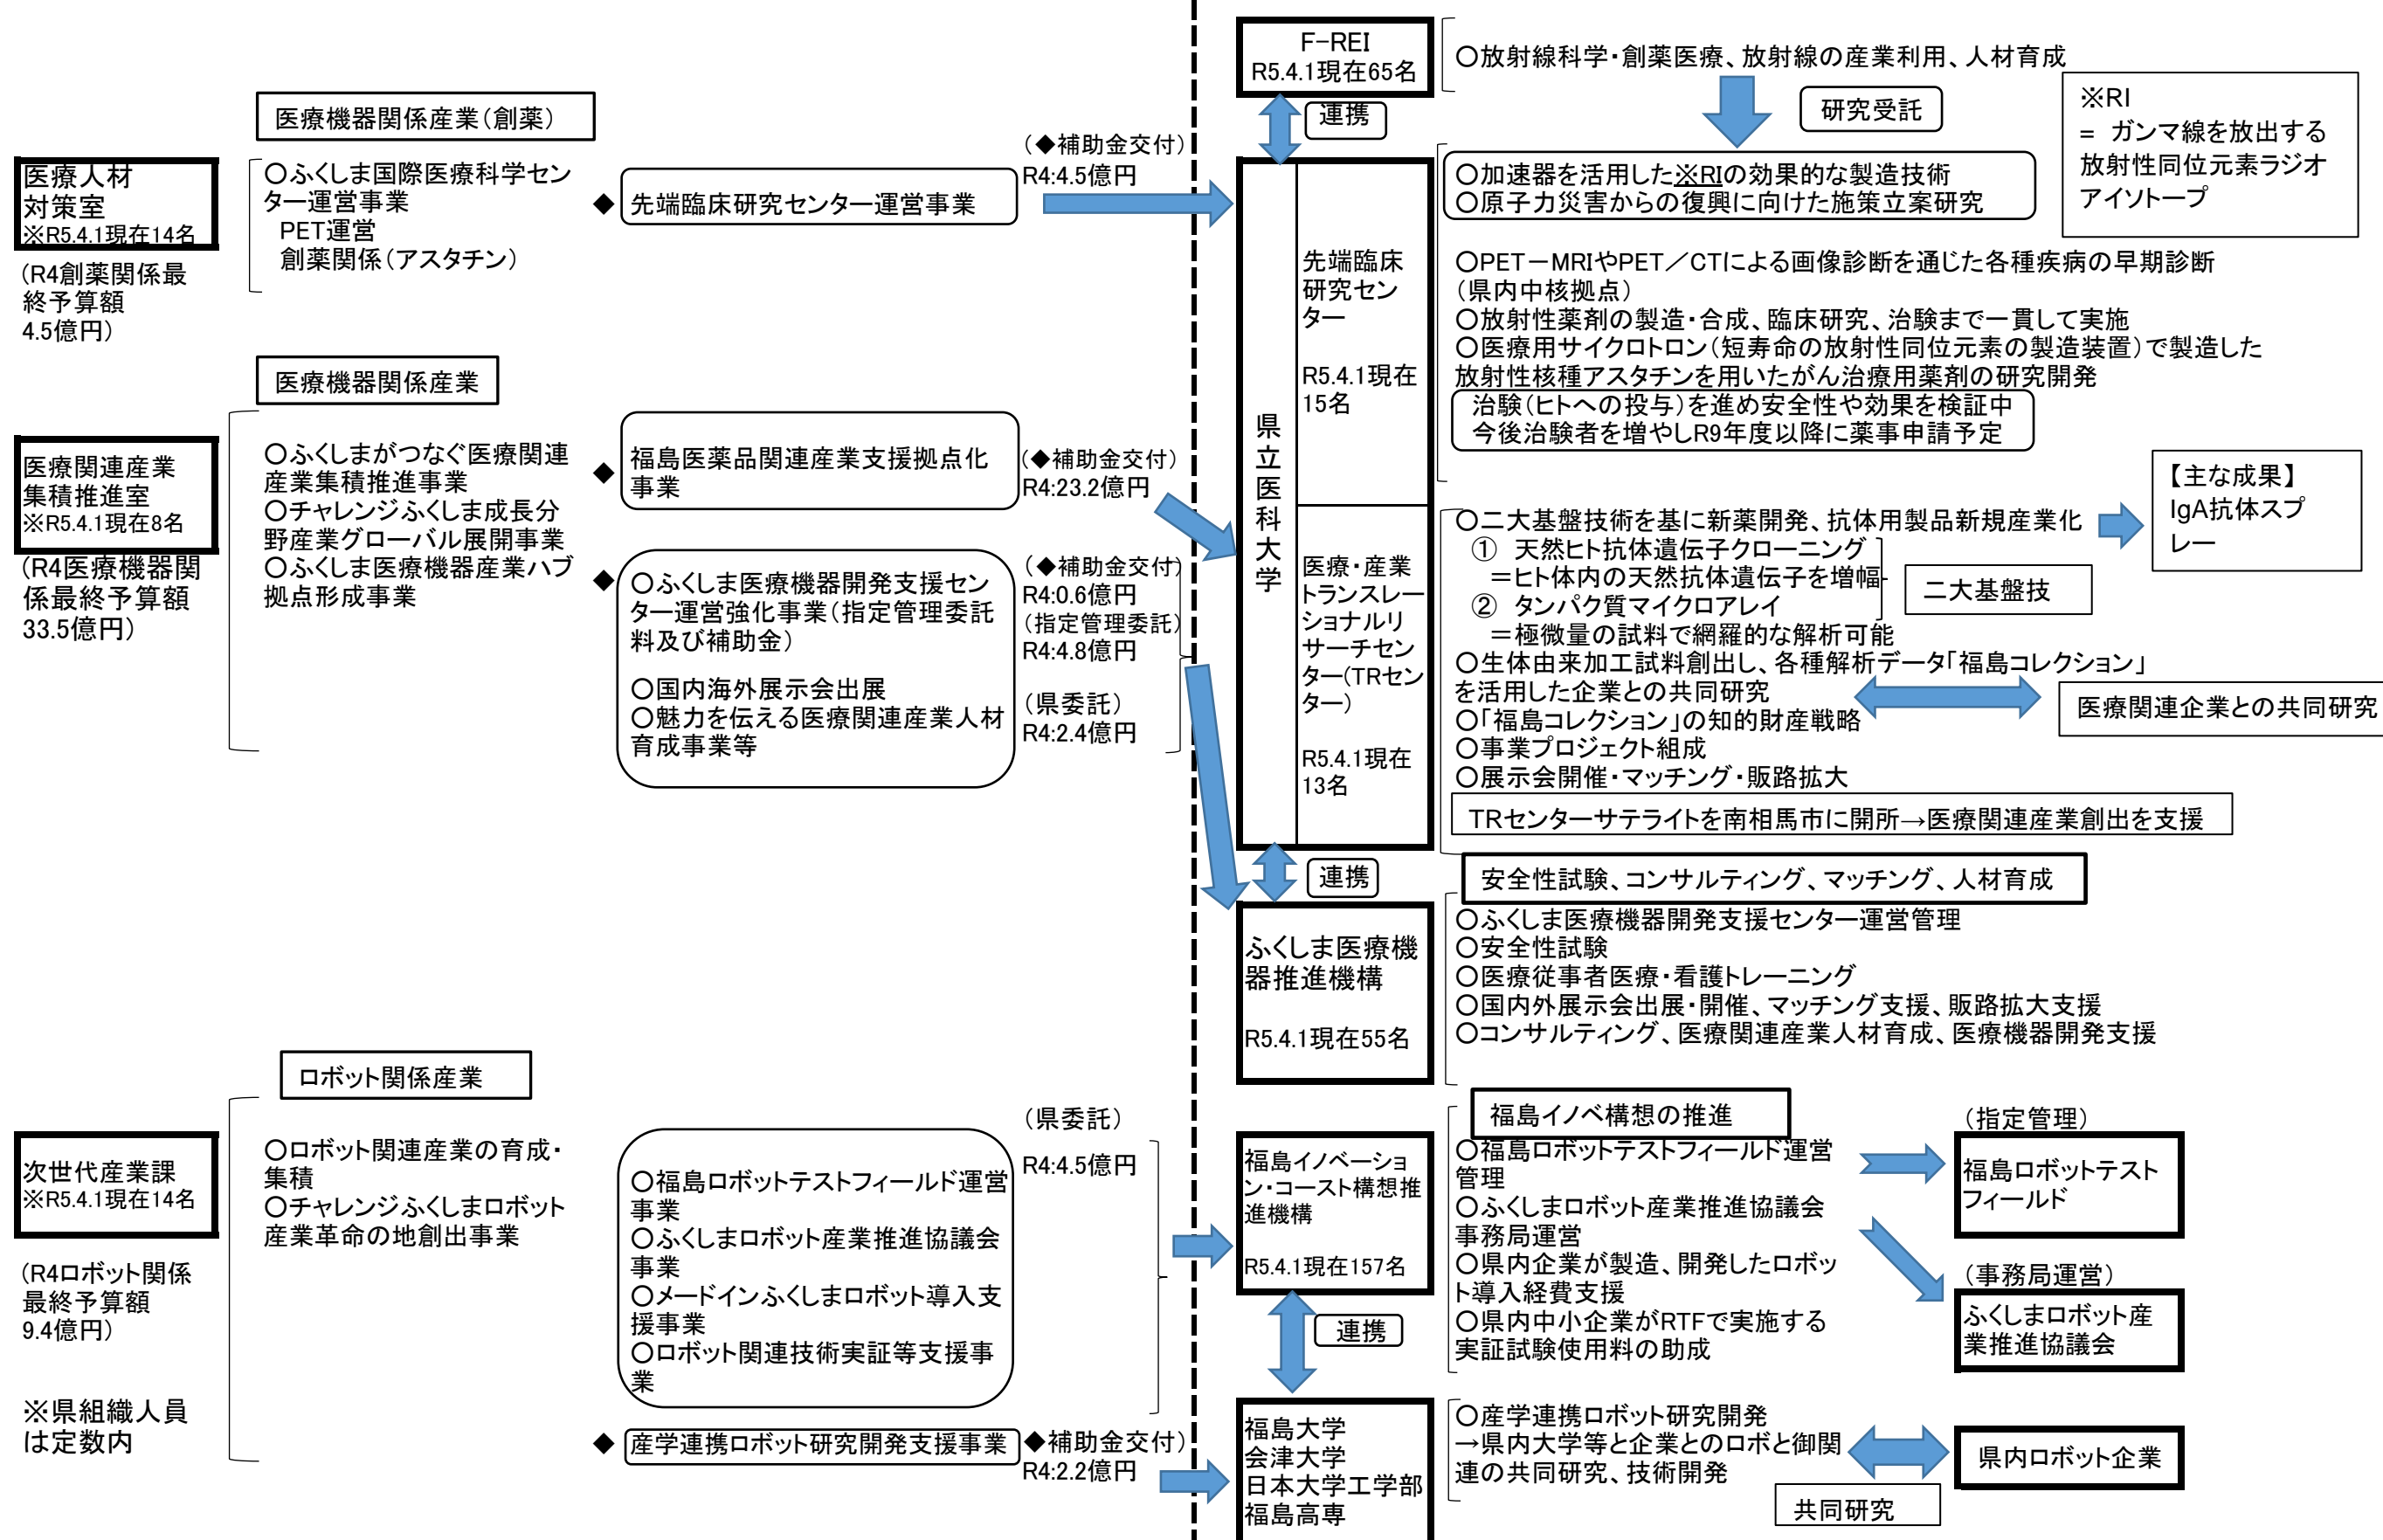 F-REI
R5.4.1現在65名
〇放射線科学・創薬医療、放射線の産業利用、人材育成
連携
研究受託
※RI
= ガンマ線を放出する
放射性同位元素ラジオ
アイソトープ
医療機器関係産業（創薬）
医療人材
対策室
※R5.4.1現在14名
(R4創薬関係最
終予算額
4.5億円）
〇ふくしま国際医療科学セン
ター運営事業
PET運営
創薬関係（アスタチン）
◆
先端臨床研究センター運営事業
（◆補助金交付）
R4:4.5億円
県立医科大学
先端臨床
研究セン
ター
R5.4.1現在
15名
〇加速器を活用した※RIの効果的な製造技術
〇原子力災害からの復興に向けた施策立案研究
〇PET－MRIやPET／CTによる画像診断を通じた各種疾病の早期診断
（県内中核拠点）
〇放射性薬剤の製造・合成、臨床研究、治験まで一貫して実施
〇医療用サイクロトロン（短寿命の放射性同位元素の製造装置）で製造した
放射性核種アスタチンを用いたがん治療用薬剤の研究開発
治験（ヒトへの投与）を進め安全性や効果を検証中
今後治験者を増やしR9年度以降に薬事申請予定
医療機器関係産業
医療関連産業
集積推進室
※R5.4.1現在8名
(R4医療機器関
係最終予算額
33.5億円）
〇ふくしまがつなぐ医療関連
産業集積推進事業
〇チャレンジふくしま成長分
野産業グローバル展開事業
〇ふくしま医療機器産業ハブ
拠点形成事業
◆
福島医薬品関連産業支援拠点化
事業
（◆補助金交付）
R4:23.2億円
◆
〇ふくしま医療機器開発支援セン
ター運営強化事業（指定管理委託
料及び補助金）
〇国内海外展示会出展
〇魅力を伝える医療関連産業人材
育成事業等
（◆補助金交付）
R4:0.6億円
（指定管理委託）
R4:4.8億円
（県委託）
R4:2.4億円
医療・産業
トランスレー
ショナルリ
サーチセン
ター(TRセン
ター）
R5.4.1現在
13名
〇二大基盤技術を基に新薬開発、抗体用製品新規産業化
① 天然ヒト抗体遺伝子クローニング
＝ヒト体内の天然抗体遺伝子を増幅
② タンパク質マイクロアレイ
＝極微量の試料で網羅的な解析可能
二大基盤技
【主な成果】
IgA抗体スプ
レー
〇生体由来加工試料創出し、各種解析データ「福島コレクション」
を活用した企業との共同研究
〇「福島コレクション」の知的財産戦略
〇事業プロジェクト組成
〇展示会開催・マッチング・販路拡大
医療関連企業との共同研究
TRセンターサテライトを南相馬市に開所→医療関連産業創出を支援
連携
安全性試験、コンサルティング、マッチング、人材育成
ふくしま医療機
器推進機構
R5.4.1現在55名
〇ふくしま医療機器開発支援センター運営管理
〇安全性試験
〇医療従事者医療・看護トレーニング
〇国内外展示会出展・開催、マッチング支援、販路拡大支援
〇コンサルティング、医療関連産業人材育成、医療機器開発支援
ロボット関係産業
次世代産業課
※R5.4.1現在14名
(R4ロボット関係
最終予算額
9.4億円）
※県組織人員
は定数内
〇ロボット関連産業の育成・
集積
〇チャレンジふくしまロボット
産業革命の地創出事業
〇福島ロボットテストフィールド運営
事業
〇ふくしまロボット産業推進協議会
事業
〇メードインふくしまロボット導入支
援事業
〇ロボット関連技術実証等支援事
業
（県委託）
R4:4.5億円
◆
産学連携ロボット研究開発支援事業
◆補助金交付）
R4:2.2億円
福島イノベーショ
ン・コースト構想推
進機構
R5.4.1現在157名
福島イノベ構想の推進
〇福島ロボットテストフィールド運営
管理
〇ふくしまロボット産業推進協議会
事務局運営
〇県内企業が製造、開発したロボッ
ト導入経費支援
〇県内中小企業がRTFで実施する
実証試験使用料の助成
（指定管理）
福島ロボットテスト
フィールド
（事務局運営）
ふくしまロボット産
業推進協議会
連携
福島大学
会津大学
日本大学工学部
福島高専
〇産学連携ロボット研究開発
→県内大学等と企業とのロボと御関
連の共同研究、技術開発
県内ロボット企業
共同研究